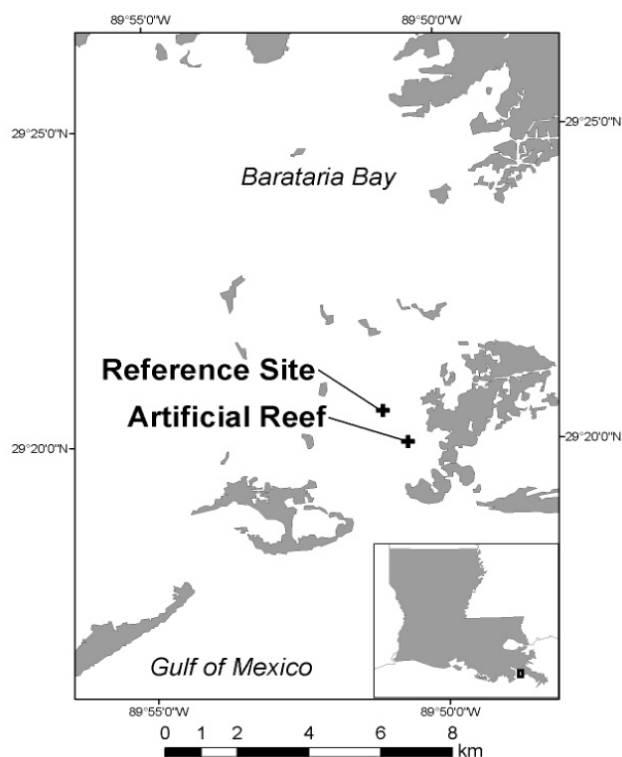 89°55'0"W
89°50'0"W
29°25'0"N
29°25'0"N
Barataria Bay
Reference Site
Artificial Reef
29°20'0"N
29°20'0"N
Gulf of Mexico
89°55'0"W
89°50'0"W
0 1 2 4 6 8
km